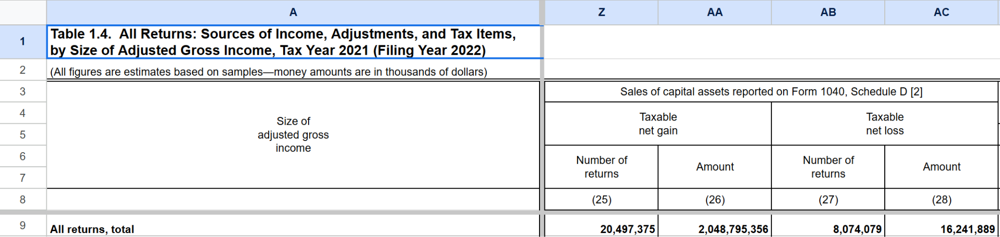 A Z AA AB AC
1 Table 1.4.  All Returns: Sources of Income, Adjustments, and Tax Items,
by Size of Adjusted Gross Income, Tax Year 2021 (Filing Year 2022)
2 (All figures are estimates based on samples—money amounts are in thousands of dollars)
3 Sales of capital assets reported on Form 1040, Schedule D [2]
4
5
6
7
8
Size of
adjusted gross
income
Taxable
net gain
Taxable
net loss
Number of
returns
Amount
Number of
returns
Amount
(25) (26) (27) (28)
9 All returns, total 20,497,375 2,048,795,356 8,074,079 16,241,889